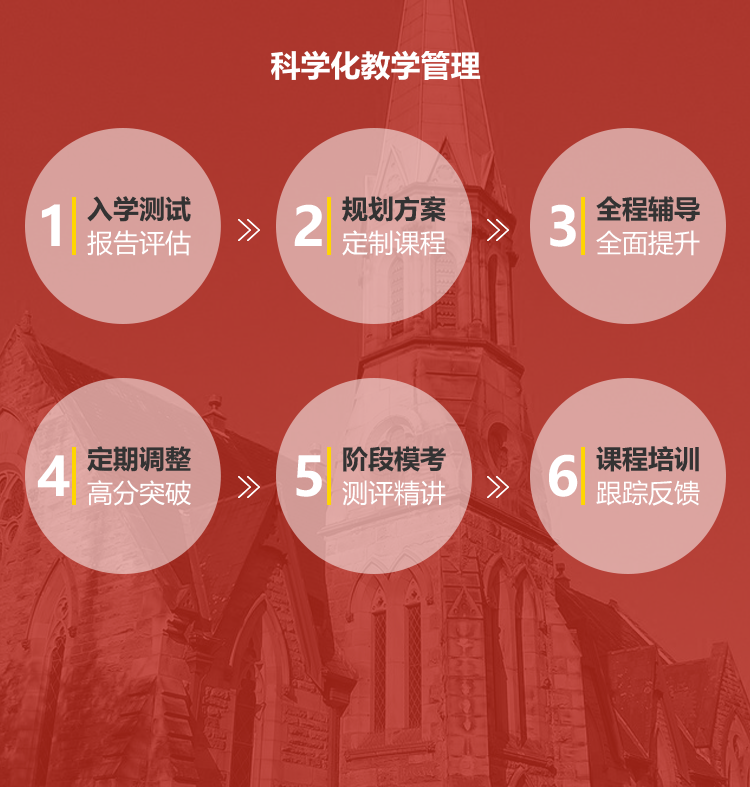 科学化教学管理
1
入学测试
报告评估
2
规划方案
定制课程
3
全程辅导
全面提升
4
定期调整
高分突破
5
阶段模考
测评精讲
6
课程培训
跟踪反馈